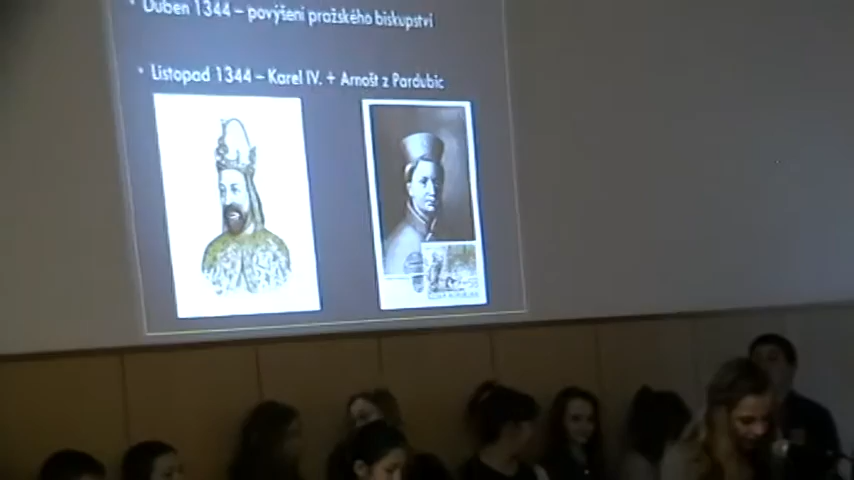 • Duben 1344 – povýšení pražského biskupství
• Listopad 1344 – Karel IV. + Arnošt z Pardubic